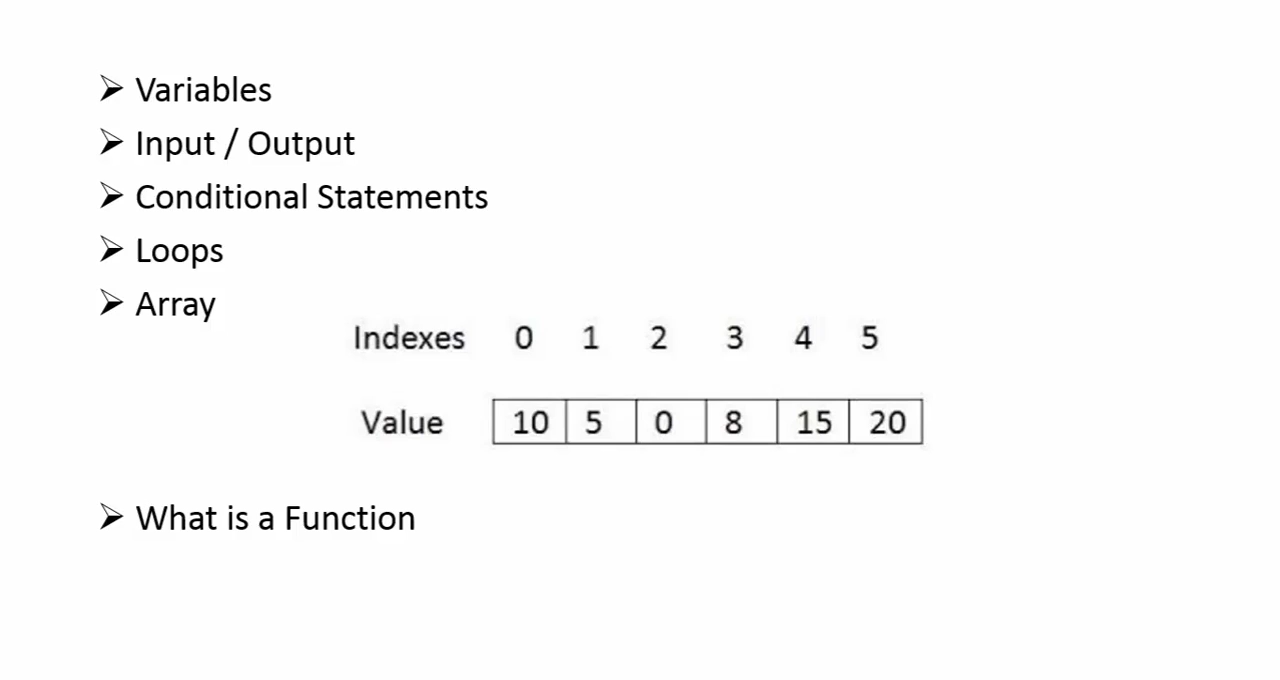 Variables
Input / Output
Conditional Statements
Loops
Array
Indexes 0 1 2 3 4 5
Value 10 5 0 8 15 20
What is a Function